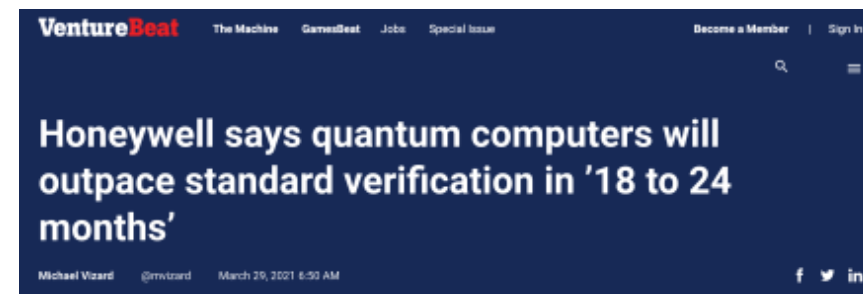 VentureBeat The Machine GamesBeat Jobs Special Issue Become a Member | Sign In
Honeywell says quantum computers will
outpace standard verification in ’18 to 24
months’
Michael Vizard @mvizard March 29, 2021 6:50 AM